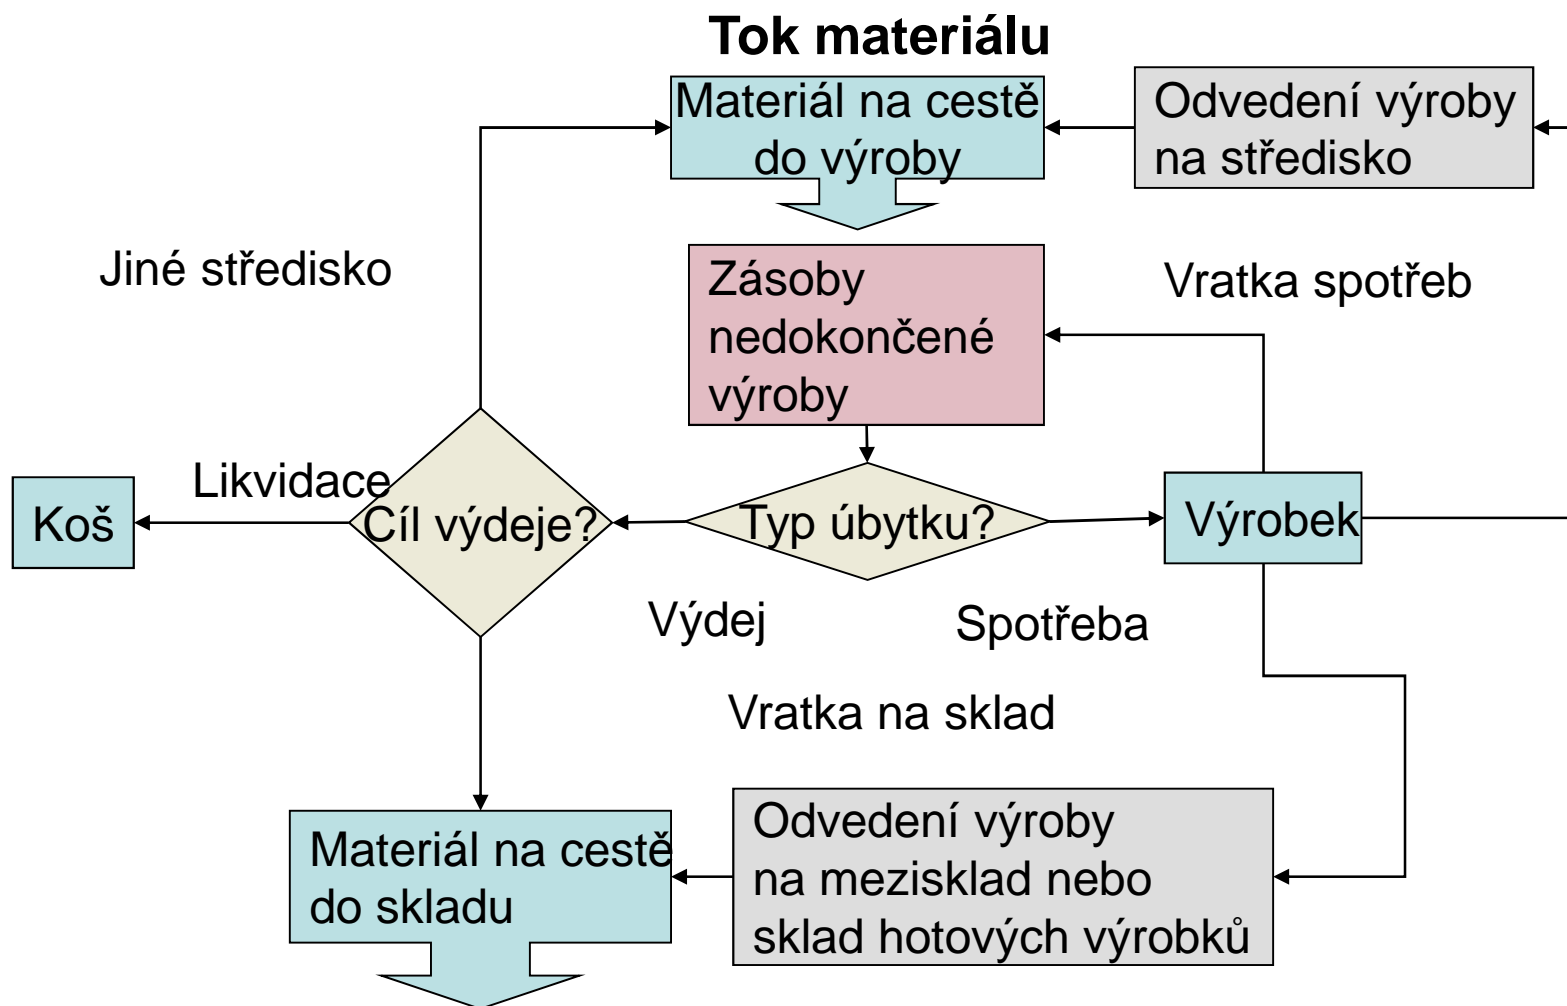 Tok materiálu
Materiál na cestě
do výroby
Odvedení výroby
na středisko
Jiné středisko
Zásoby
nedokončené
výroby
Vratka spotřeb
Likvidace
Koš
Cíl výdeje?
Typ úbytku?
Výrobek
Výdej
Spotřeba
Vratka na sklad
Materiál na cestě
do skladu
Odvedení výroby
na mezisklad nebo
sklad hotových výrobků